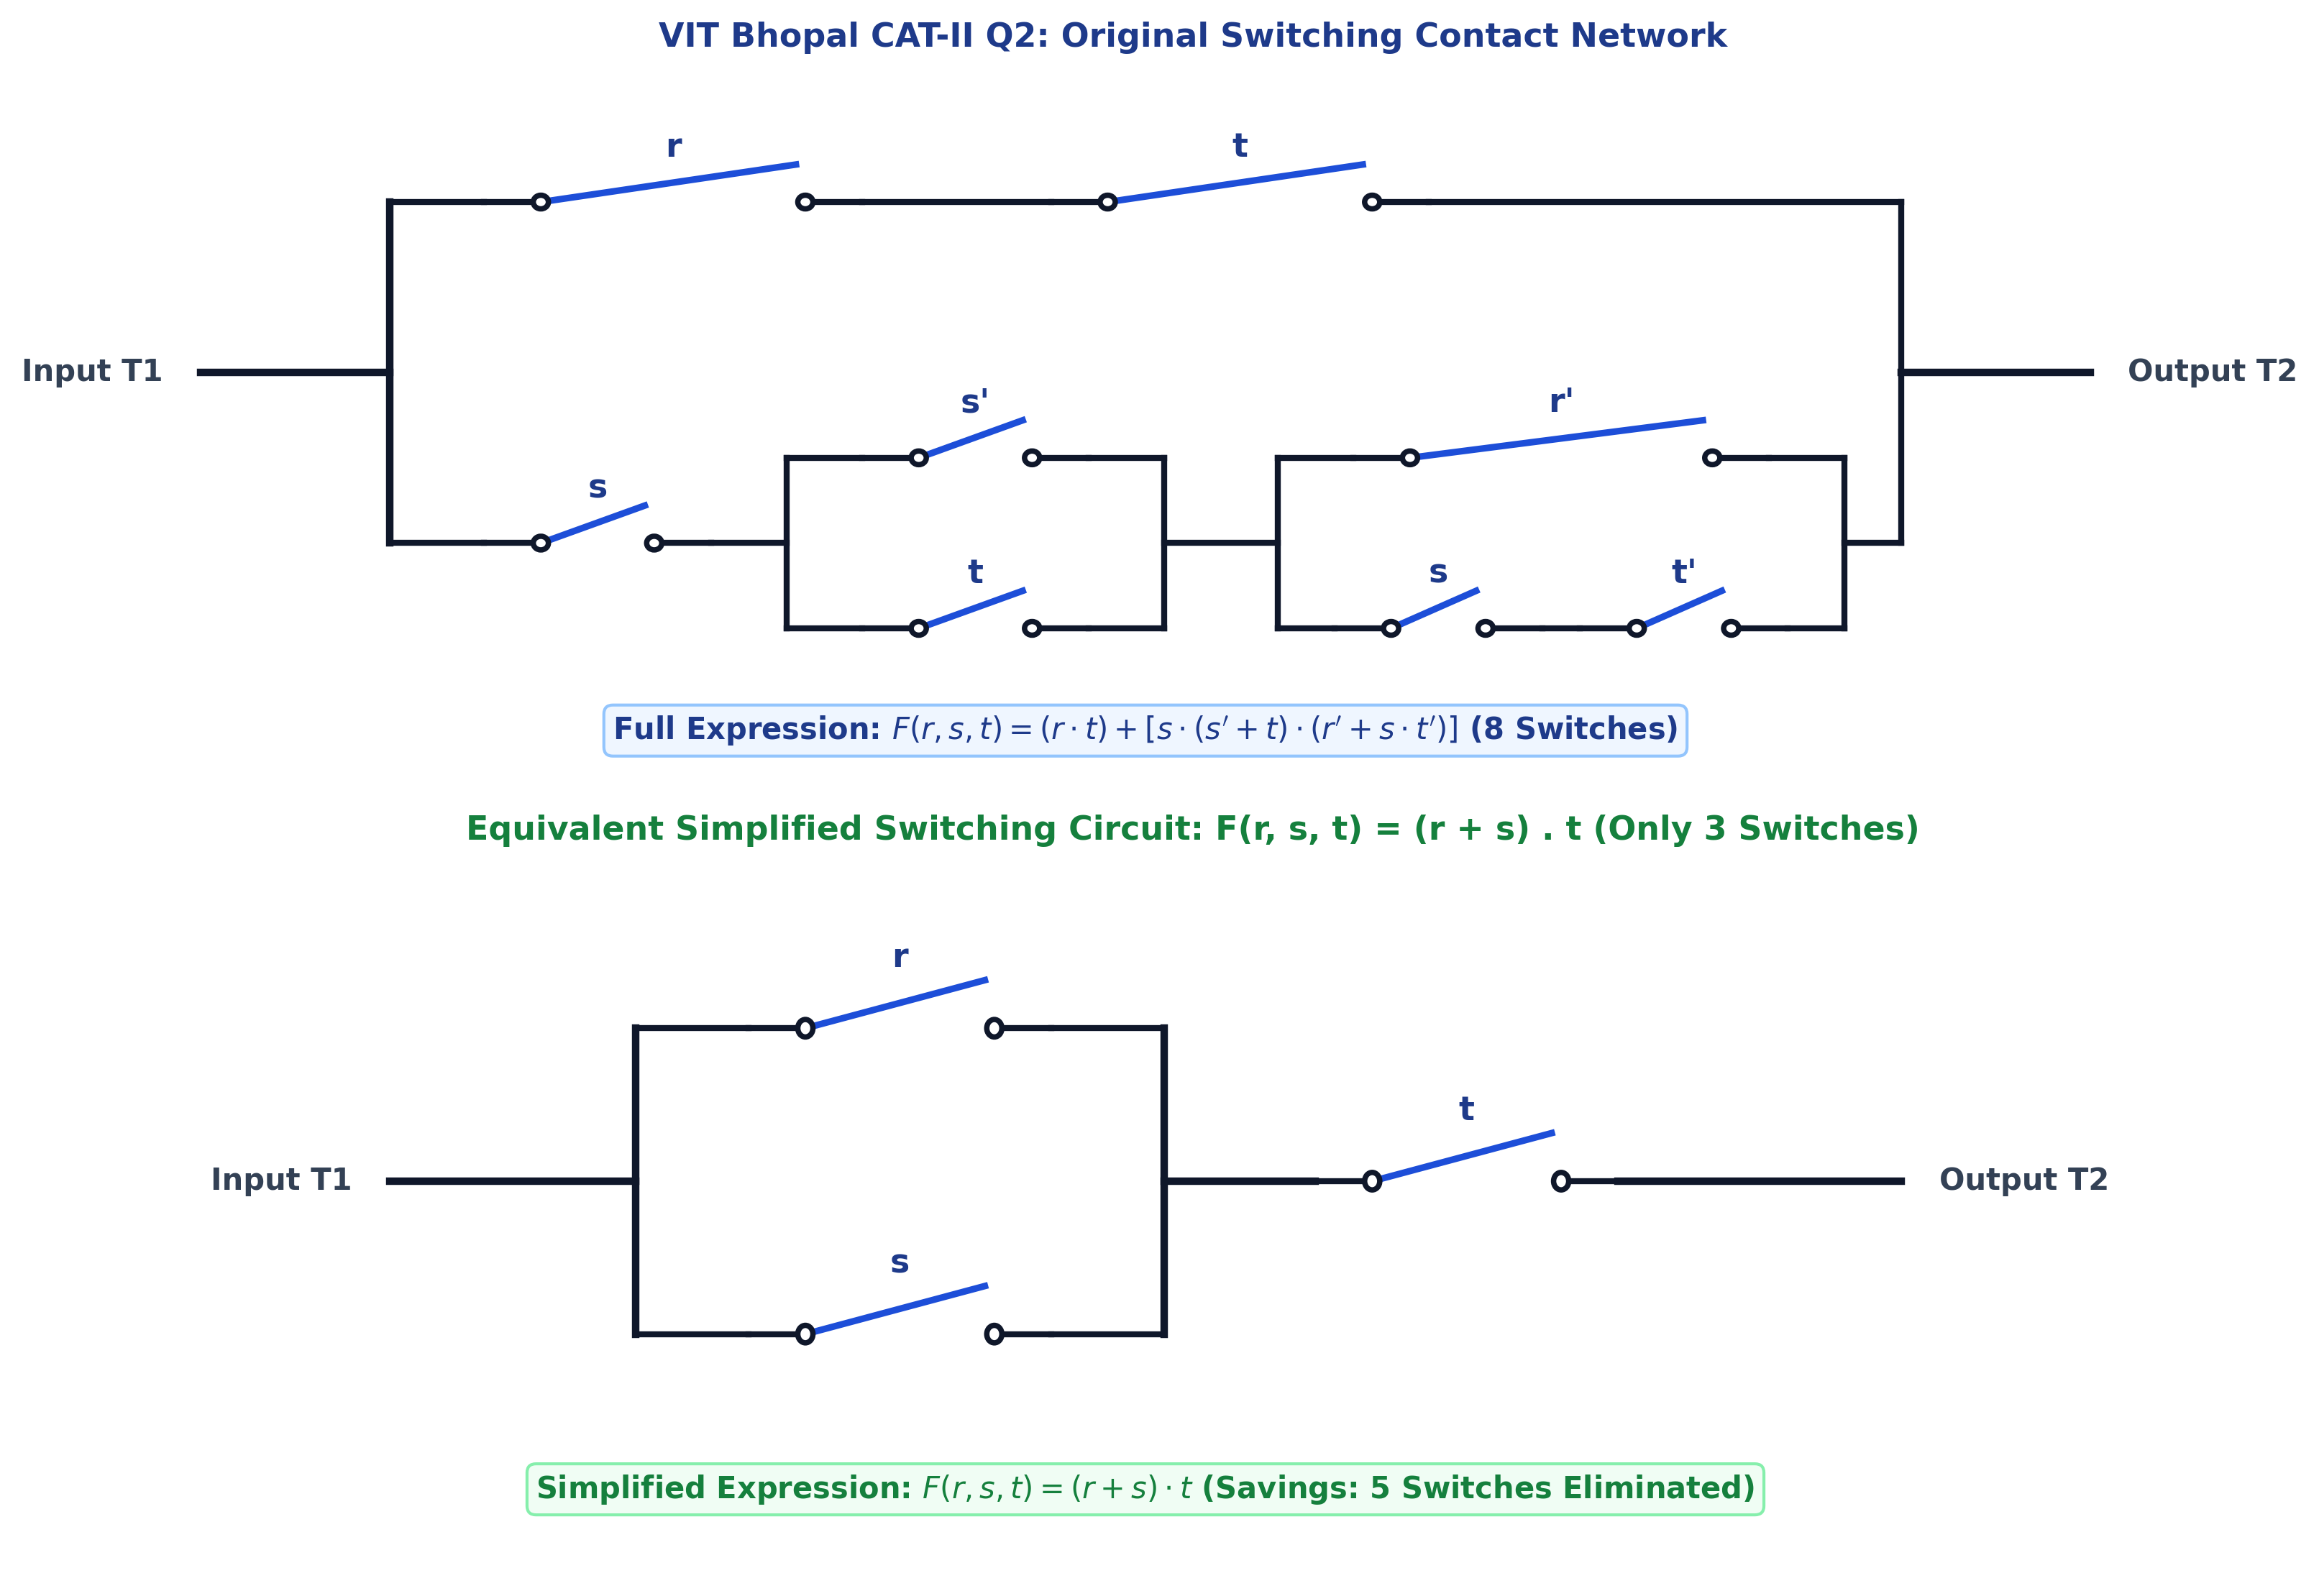 VIT Bhopal CAT-II Q2: Original Switching Contact Network
r
t
Input T1
Output T2
s'
r'
s
t
s
t'
Full Expression: F(r, s, t) = (r · t) + [s · (s′ + t) · (r′ + s · t′)] (8 Switches)
Equivalent Simplified Switching Circuit: F(r, s, t) = (r + s) . t (Only 3 Switches)
r
t
Input T1
Output T2
s
Simplified Expression: F(r, s, t) = (r + s) · t (Savings: 5 Switches Eliminated)